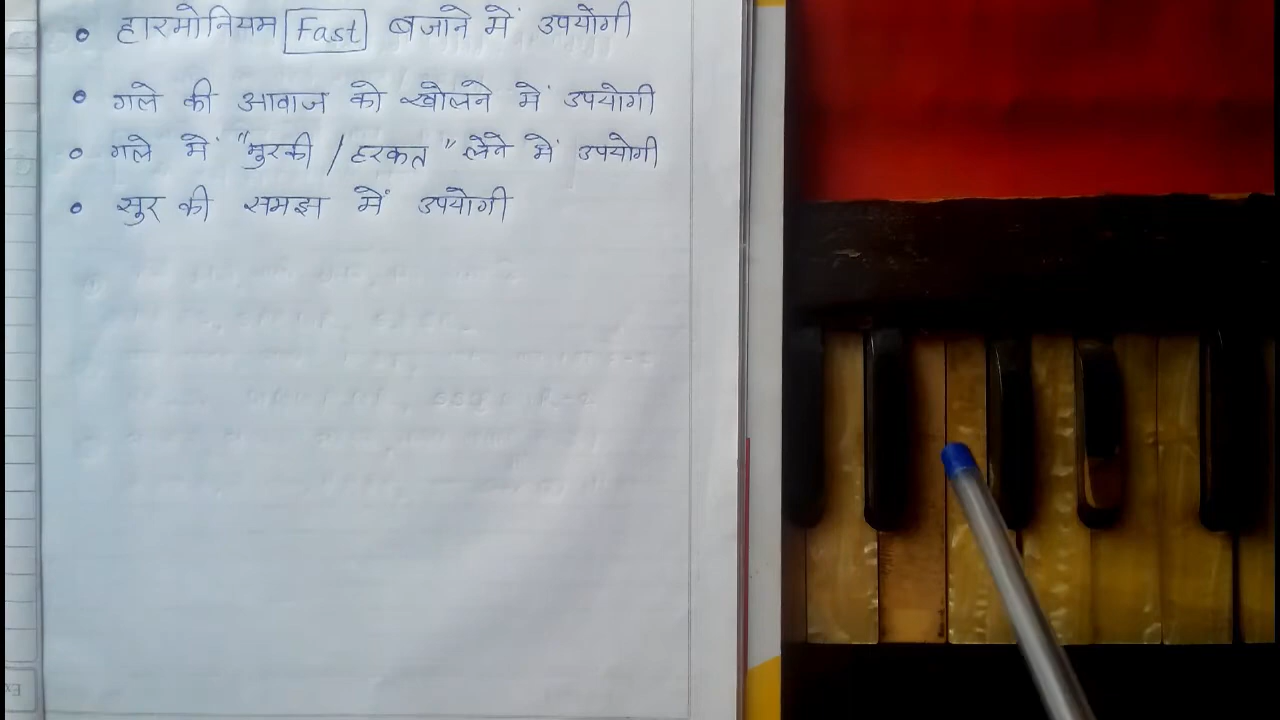 • हारमोनियम Fast बजाने में उपयोगी
• गले की आवाज को खोलने में उपयोगी
• गले में "मुरकी / हरकत" लेने में उपयोगी
• सुर की समझ में उपयोगी